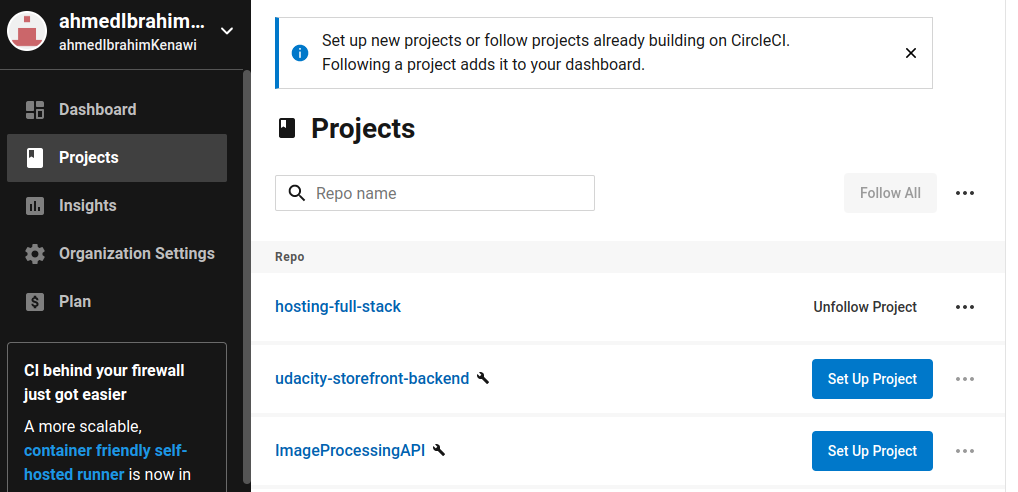 ahmedIbrahim...
ahmedIbrahimKenawi
Dashboard
Projects
Insights
Organization Settings
Plan
CI behind your firewall
just got easier
A more scalable,
container friendly self-
hosted runner is now in
Set up new projects or follow projects already building on CircleCI.
Following a project adds it to your dashboard.
Projects
Repo name
Follow All
Repo
hosting-full-stack
Unfollow Project
udacity-storefront-backend
Set Up Project
ImageProcessingAPI
Set Up Project